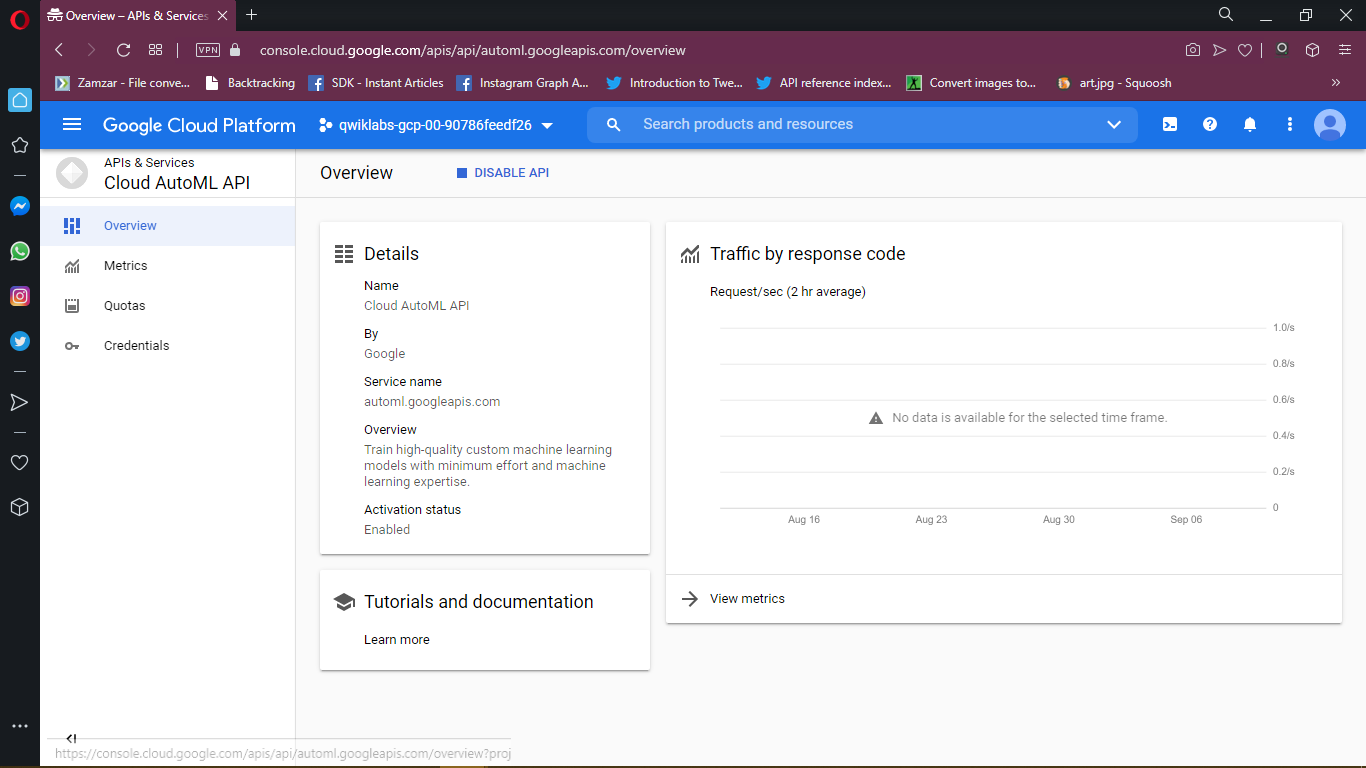 Overview – APIs & Services
VPN
console.cloud.google.com/apis/api/automl.googleapis.com/overview
Zamzar - File conve...
Backtracking
SDK - Instant Articles
Instagram Graph A...
Introduction to Twe...
API reference index...
Convert images to...
art.jpg - Squoosh
Google Cloud Platform
qwiklabs-gcp-00-90786feedf26
Search products and resources
APIs & Services
Cloud AutoML API
Overview
DISABLE API
Overview
Metrics
Quotas
Credentials
Details
Name
Cloud AutoML API
By
Google
Service name
automl.googleapis.com
Overview
Train high-quality custom machine learning
models with minimum effort and machine
learning expertise.
Activation status
Enabled
Tutorials and documentation
Learn more
Traffic by response code
Request/sec (2 hr average)
1.0/s
0.8/s
0.6/s
No data is available for the selected time frame.
0.4/s
0.2/s
0
Aug 16
Aug 23
Aug 30
Sep 06
View metrics
https://console.cloud.google.com/apis/api/automl.googleapis.com/overview?proj